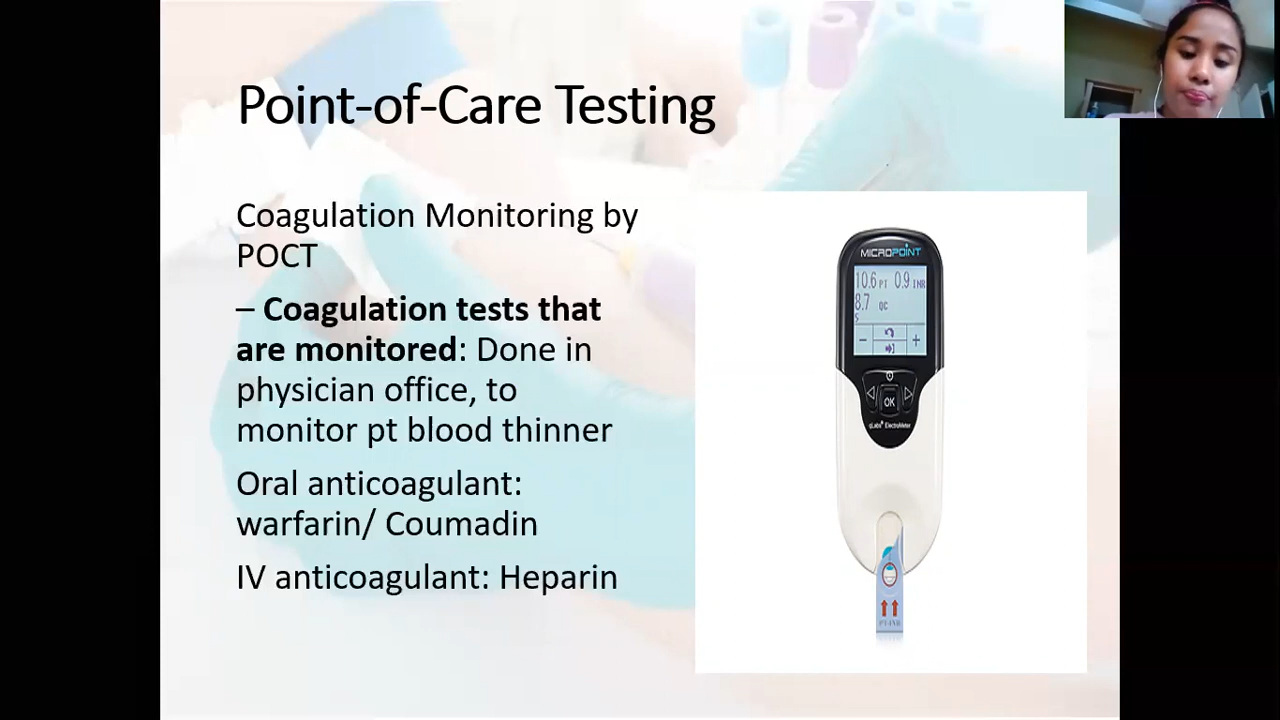 Point-of-Care Testing
Coagulation Monitoring by
POCT
– Coagulation tests that
are monitored: Done in
physician office, to
monitor pt blood thinner
Oral anticoagulant:
warfarin/ Coumadin
IV anticoagulant: Heparin
MICROPOINT
10.6 PT 0.9 INR
8.7 QC
S
− +
OK
qLabs® ElectroMeter
PT-INR